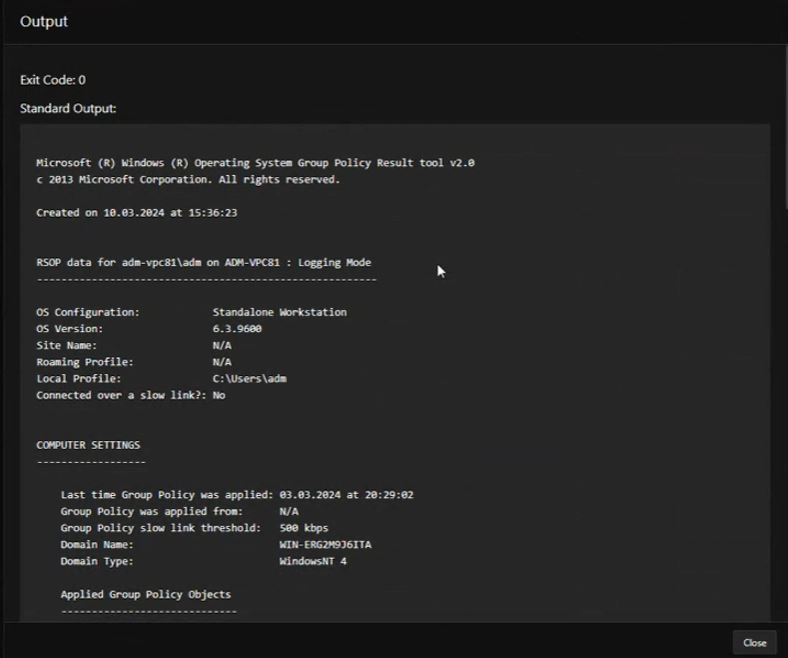 Output
Exit Code: 0
Standard Output:
Microsoft (R) Windows (R) Operating System Group Policy Result tool v2.0
c 2013 Microsoft Corporation. All rights reserved.
Created on 10.03.2024 at 15:36:23
RSOP data for adm-vpc81\adm on ADM-VPC81 : Logging Mode
-------------------------------------------------------
OS Configuration: Standalone Workstation
OS Version: 6.3.9600
Site Name: N/A
Roaming Profile: N/A
Local Profile: C:\Users\adm
Connected over a slow link?: No
COMPUTER SETTINGS
------------------
Last time Group Policy was applied: 03.03.2024 at 20:29:02
Group Policy was applied from: N/A
Group Policy slow link threshold: 500 kbps
Domain Name: WIN-ERG2M9J6ITA
Domain Type: WindowsNT 4
Applied Group Policy Objects
-----------------------------
Close